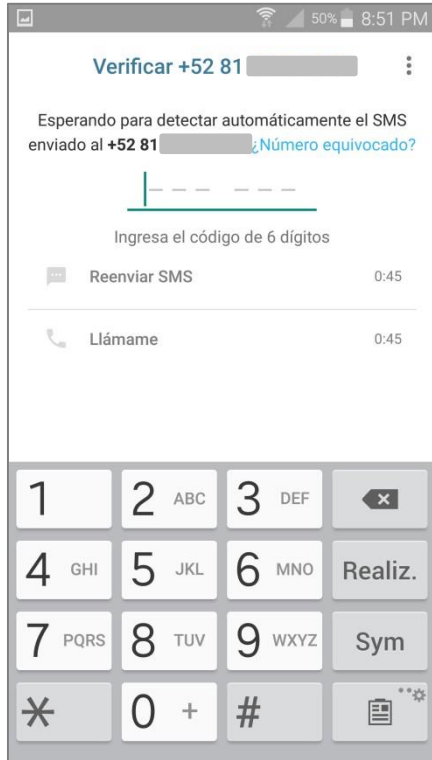 50% 8:51 PM
Verificar +52 81
Esperando para detectar automáticamente el SMS
enviado al +52 81 ¿Número equivocado?
Ingresa el código de 6 dígitos
Reenviar SMS 0:45
Llámame 0:45
1 2 ABC 3 DEF
4 GHI 5 JKL 6 MNO Realiz.
7 PQRS 8 TUV 9 WXYZ Sym
* 0 + #